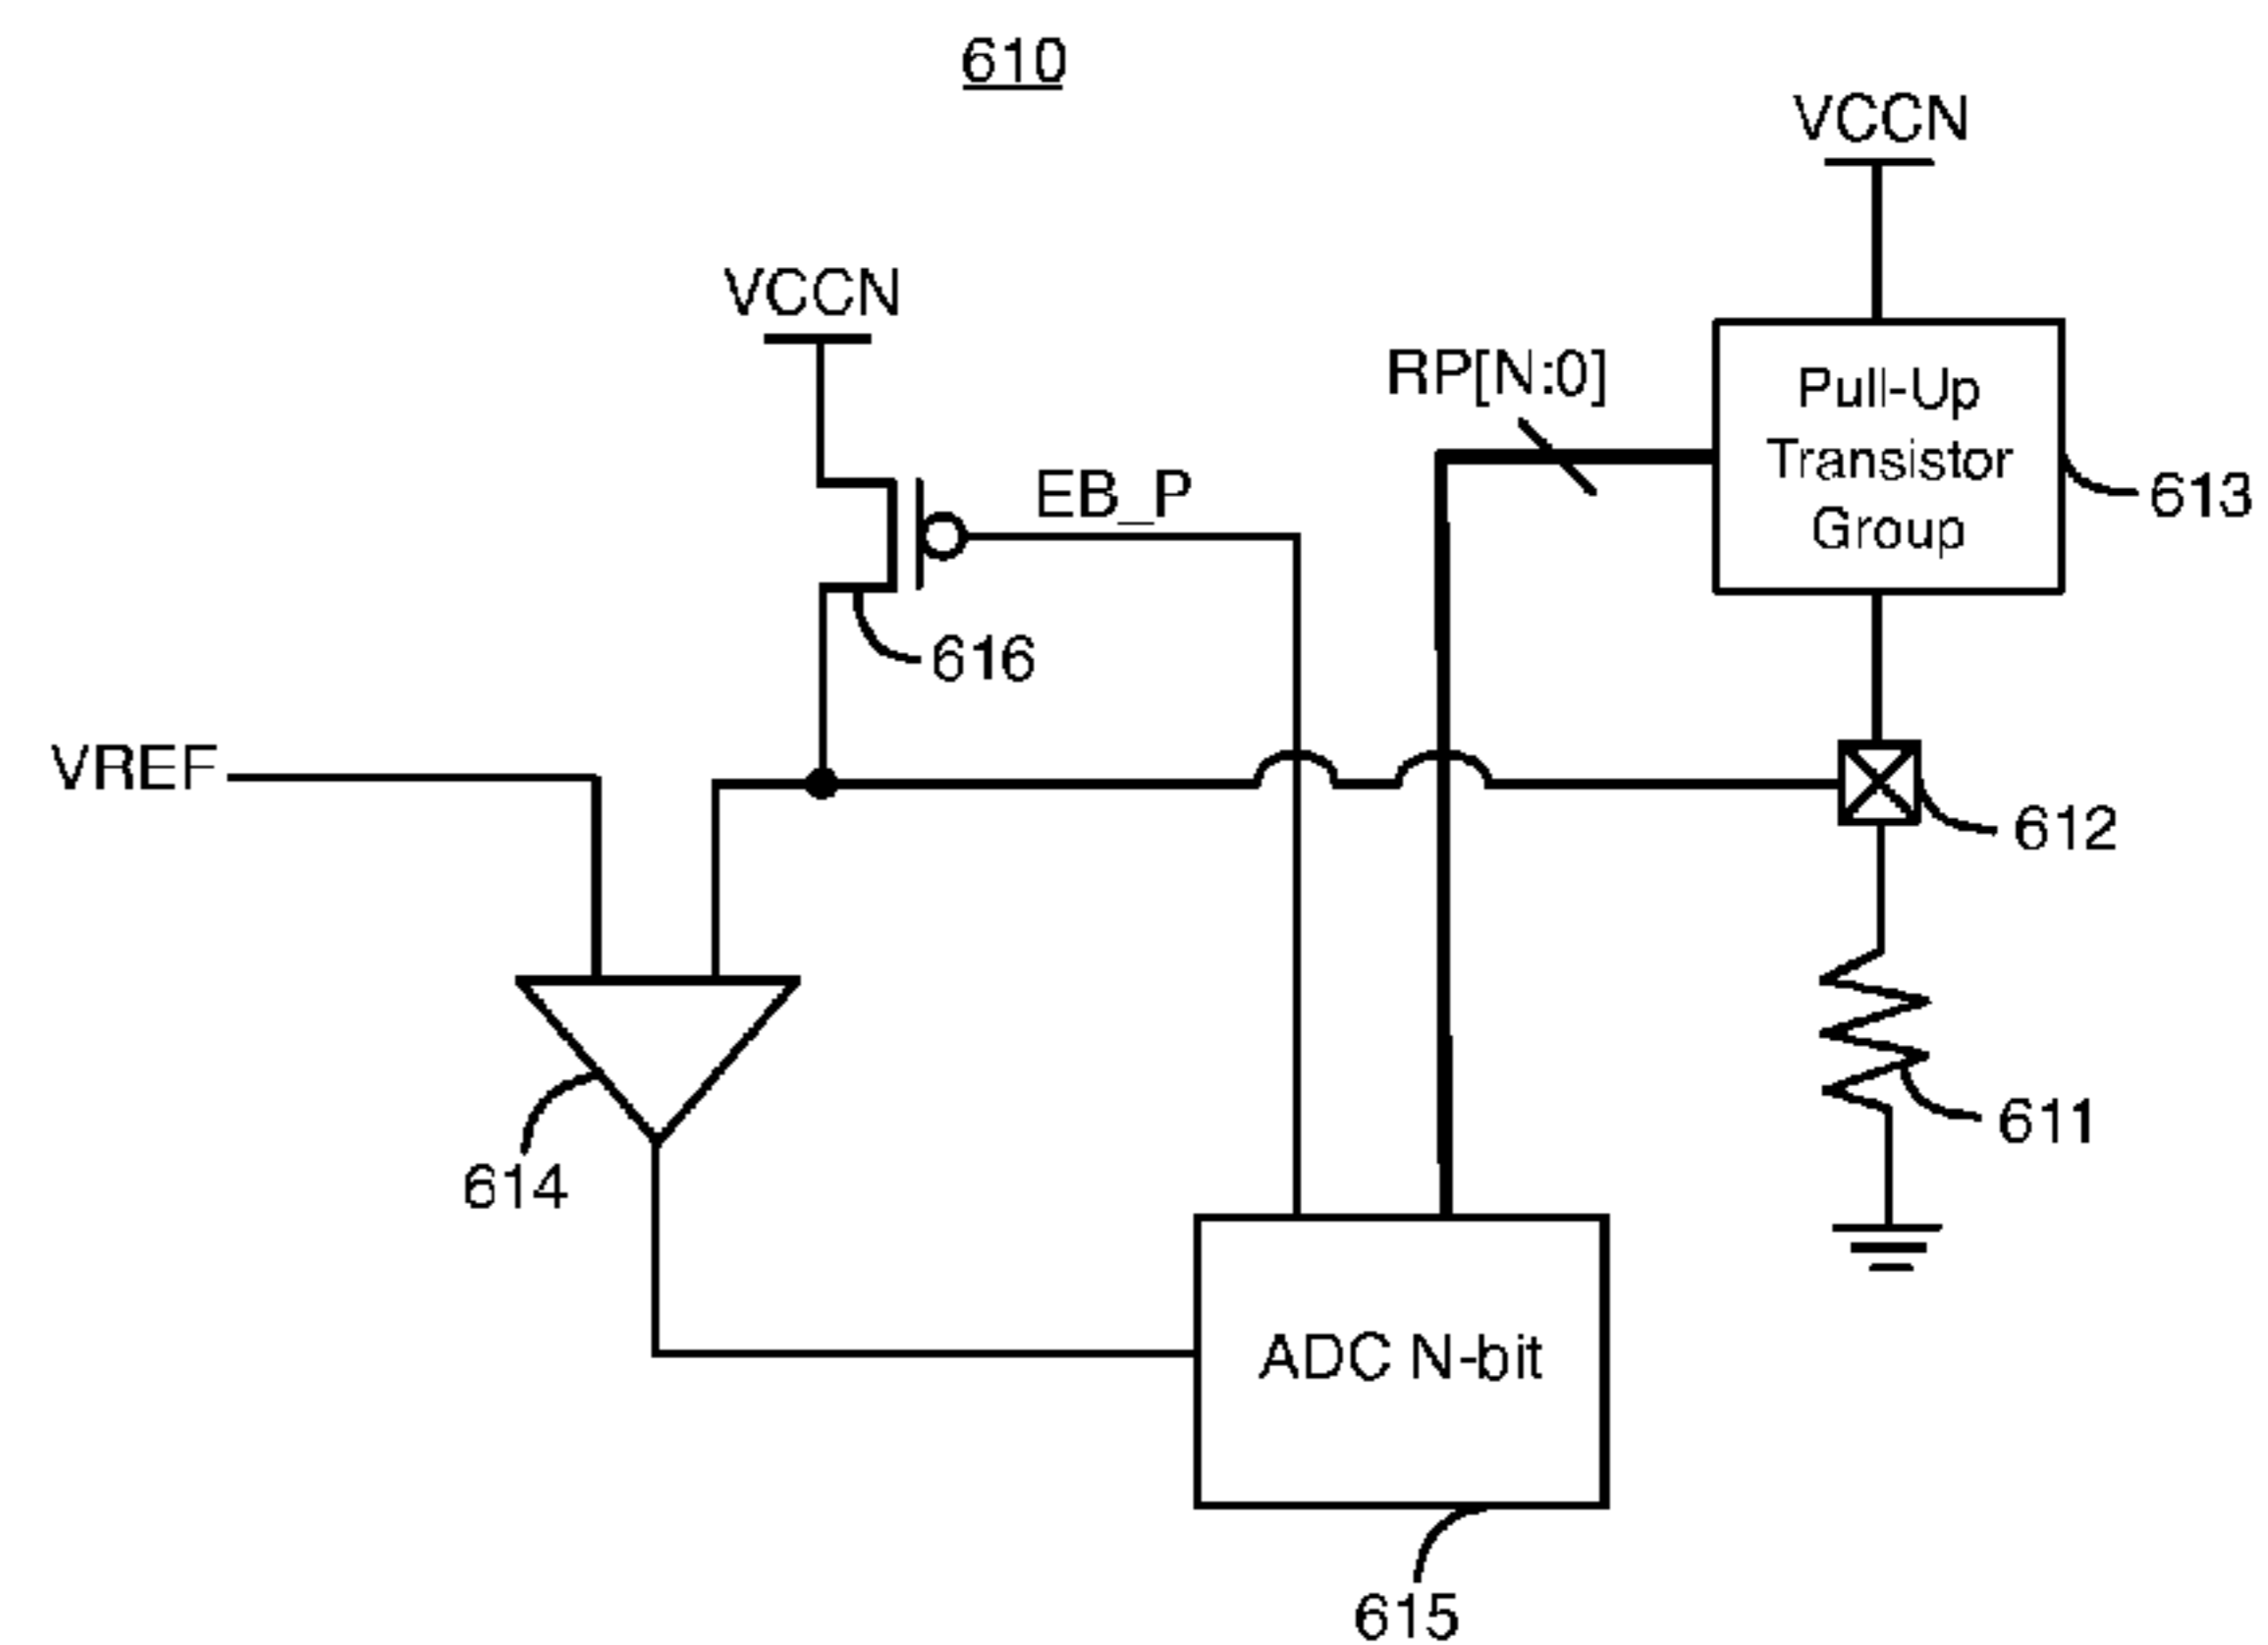 610
VCCN
VCCN
RP[N:0]
Pull-Up
Transistor
Group
EB_P
613
616
VREF
612
611
614
ADC N-bit
615